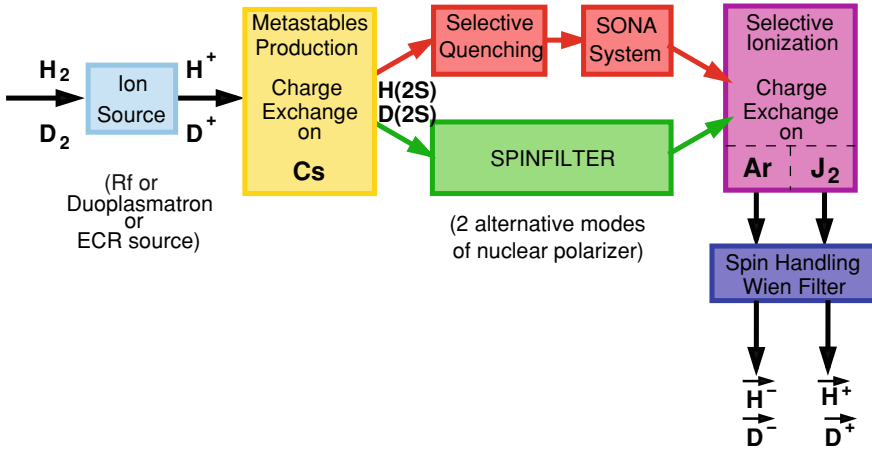 H2
D2
Ion
Source
H+
D+
(Rf or
Duoplasmatron
or
ECR source)
Metastables
Production
Charge
Exchange
on
Cs
H(2S)
D(2S)
Selective
Quenching
SONA
System
SPINFILTER
(2 alternative modes
of nuclear polarizer)
Selective
Ionization
Charge
Exchange
on
Ar
J2
Spin Handling
Wien Filter
H−
D−
H+
D+